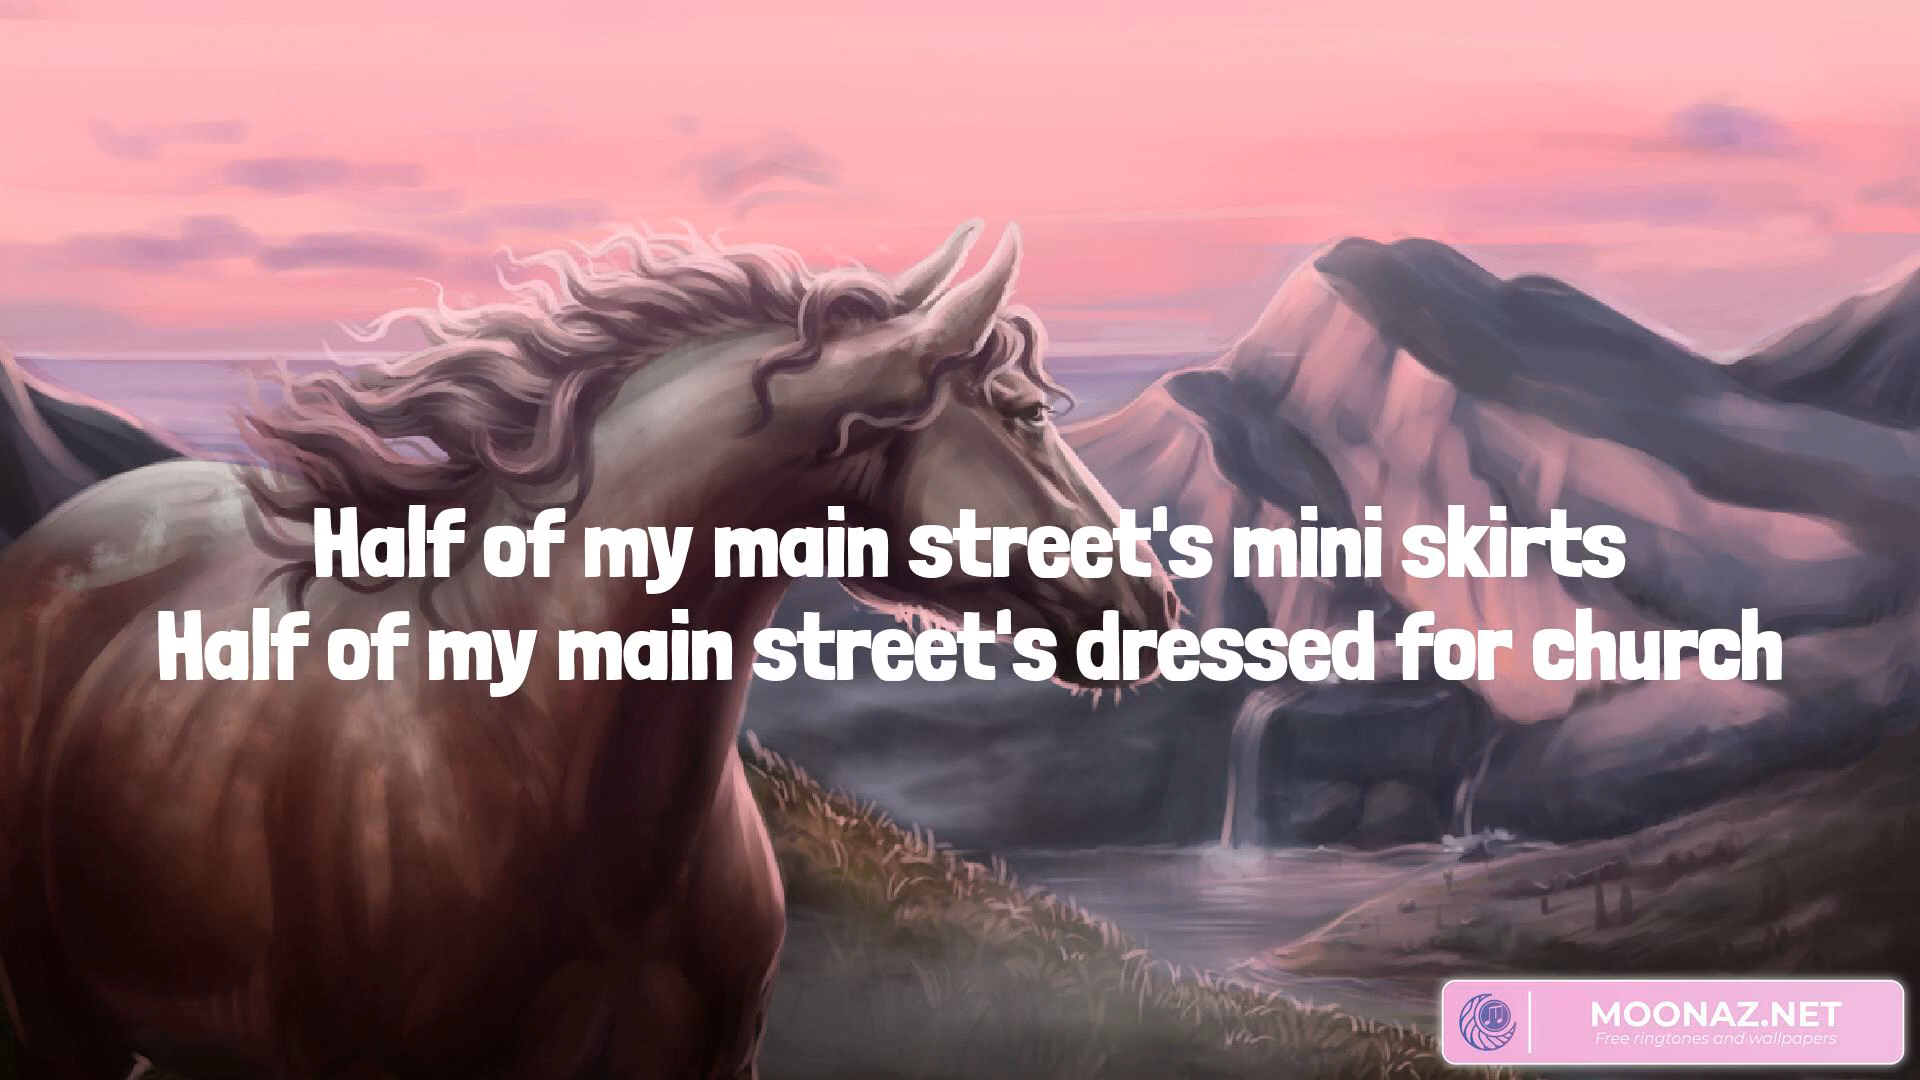 Half of my main street's mini skirts
Half of my main street's dressed for church
MOONAZ.NET
Free ringtones and wallpapers